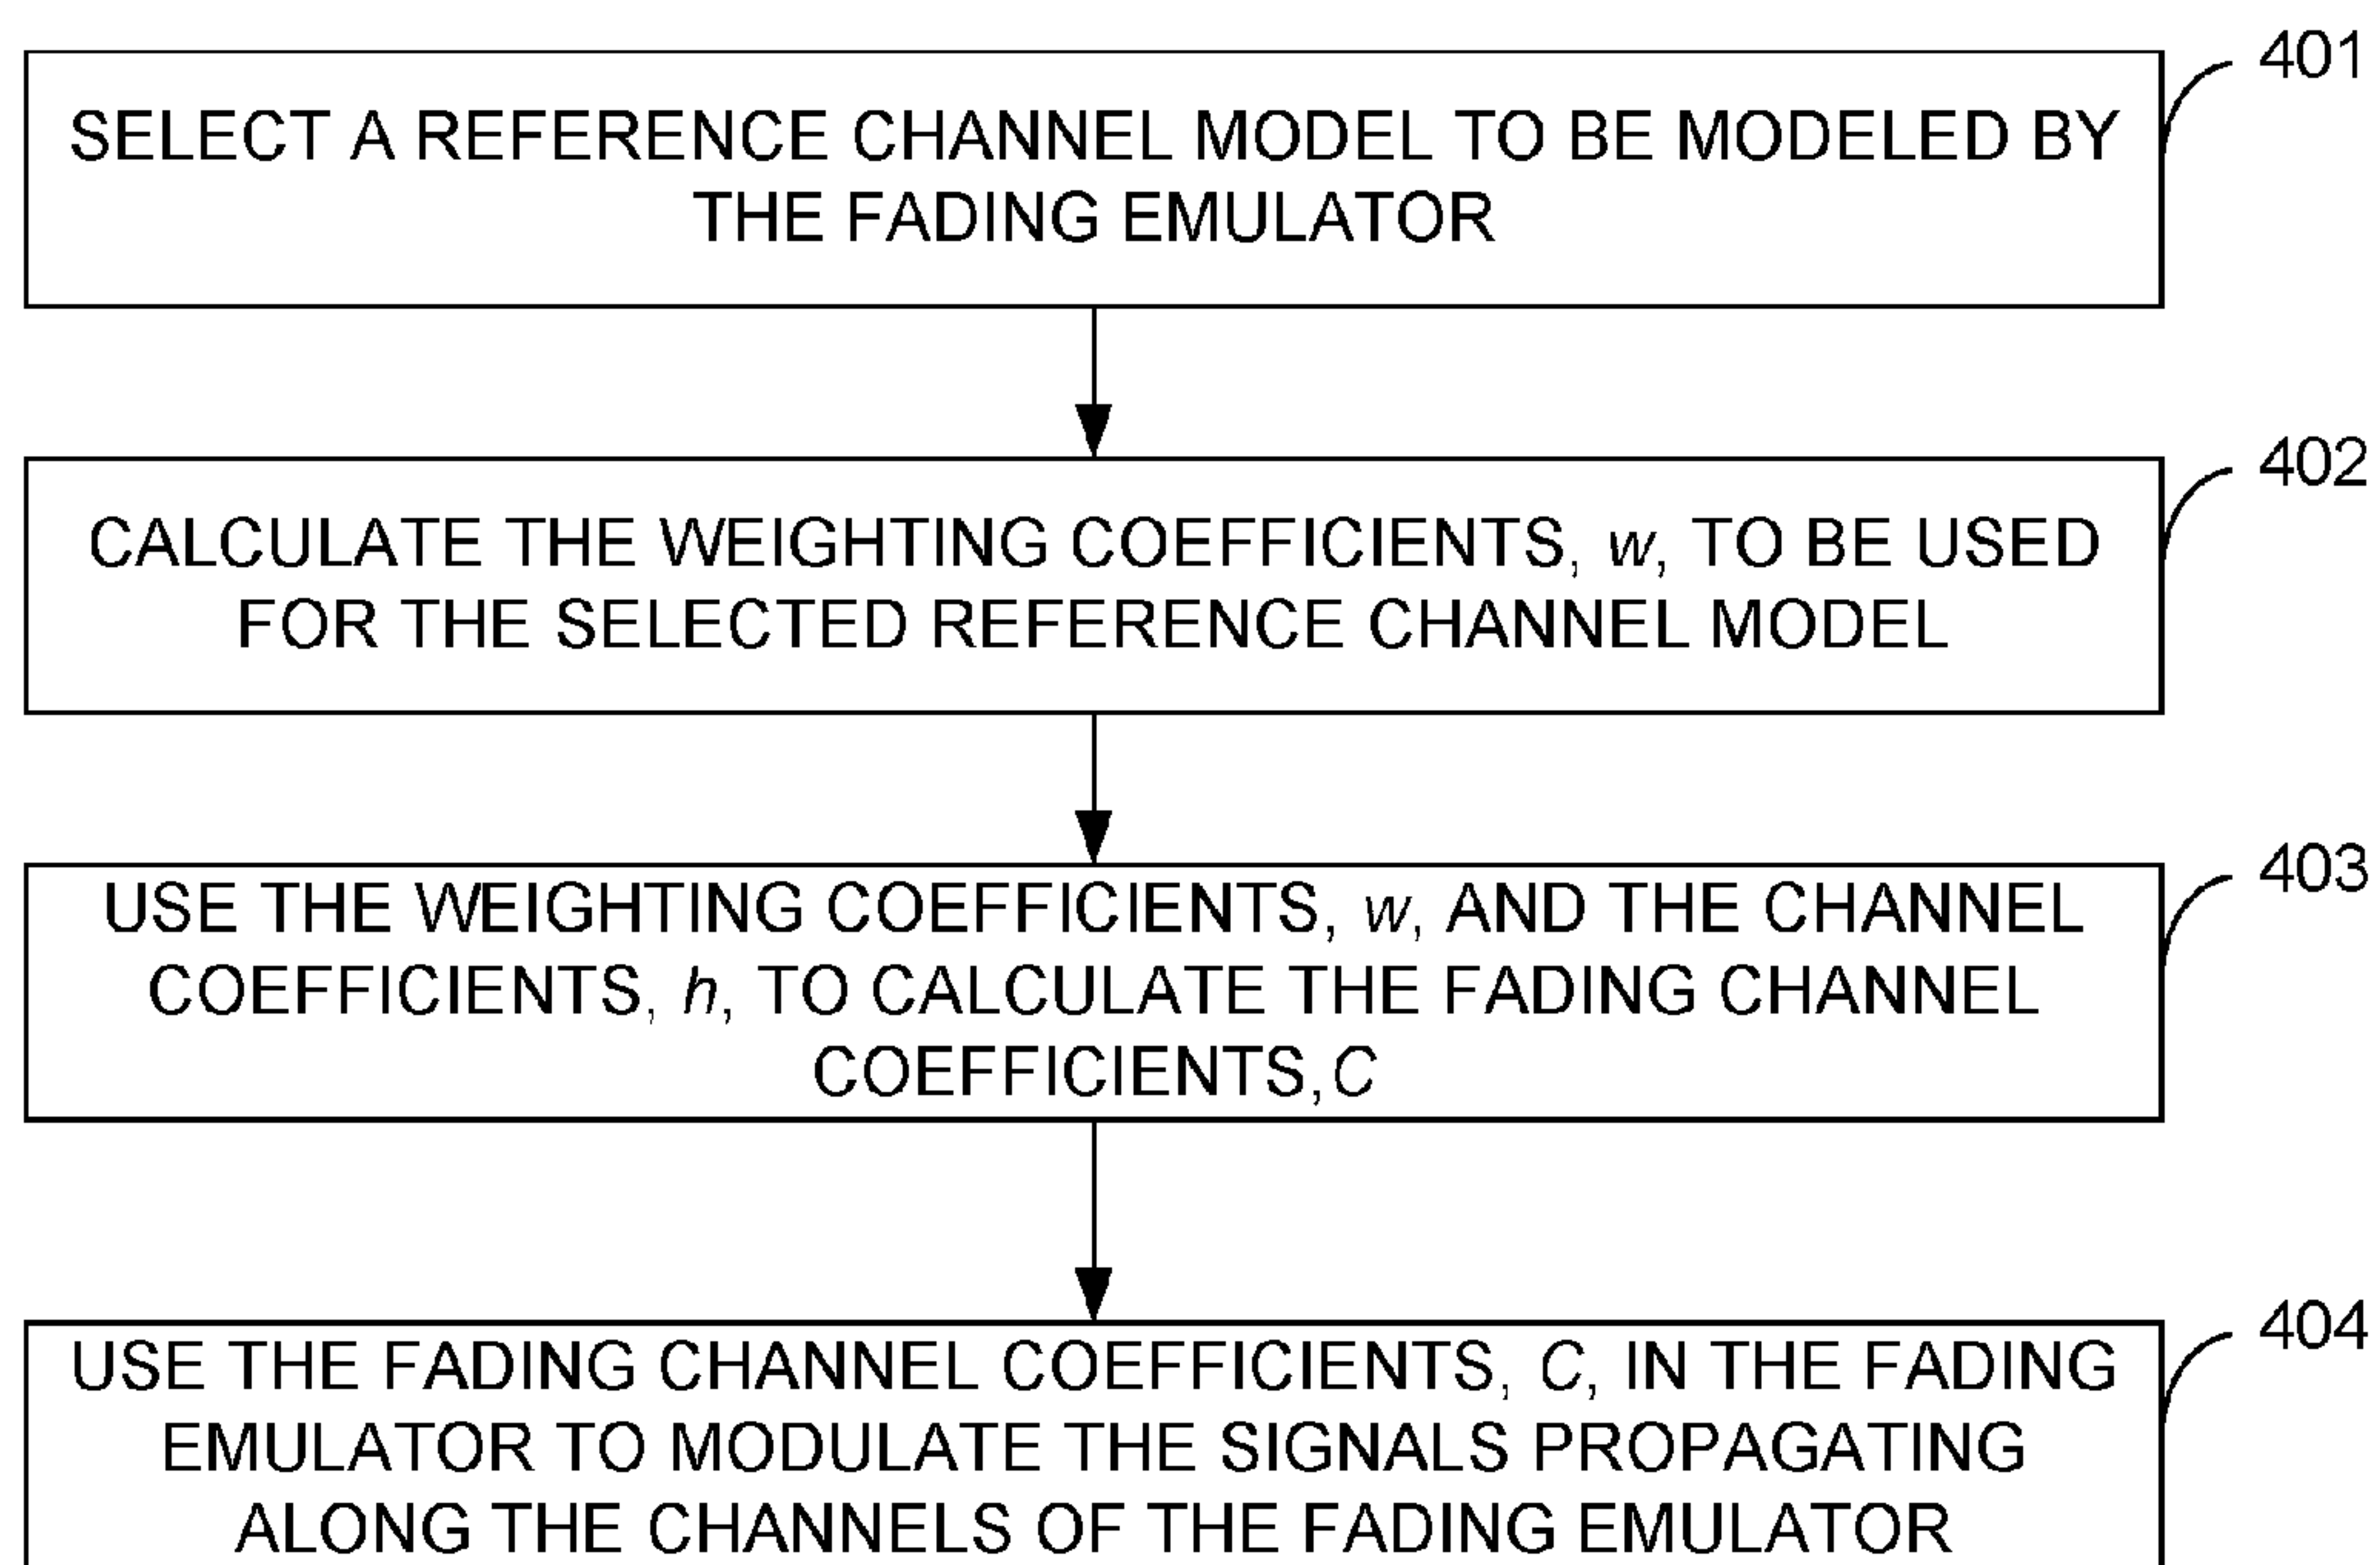 401
SELECT A REFERENCE CHANNEL MODEL TO BE MODELED BY
THE FADING EMULATOR
402
CALCULATE THE WEIGHTING COEFFICIENTS, w, TO BE USED
FOR THE SELECTED REFERENCE CHANNEL MODEL
403
USE THE WEIGHTING COEFFICIENTS, w, AND THE CHANNEL
COEFFICIENTS, h, TO CALCULATE THE FADING CHANNEL
COEFFICIENTS,C
404
USE THE FADING CHANNEL COEFFICIENTS, C, IN THE FADING
EMULATOR TO MODULATE THE SIGNALS PROPAGATING
ALONG THE CHANNELS OF THE FADING EMULATOR